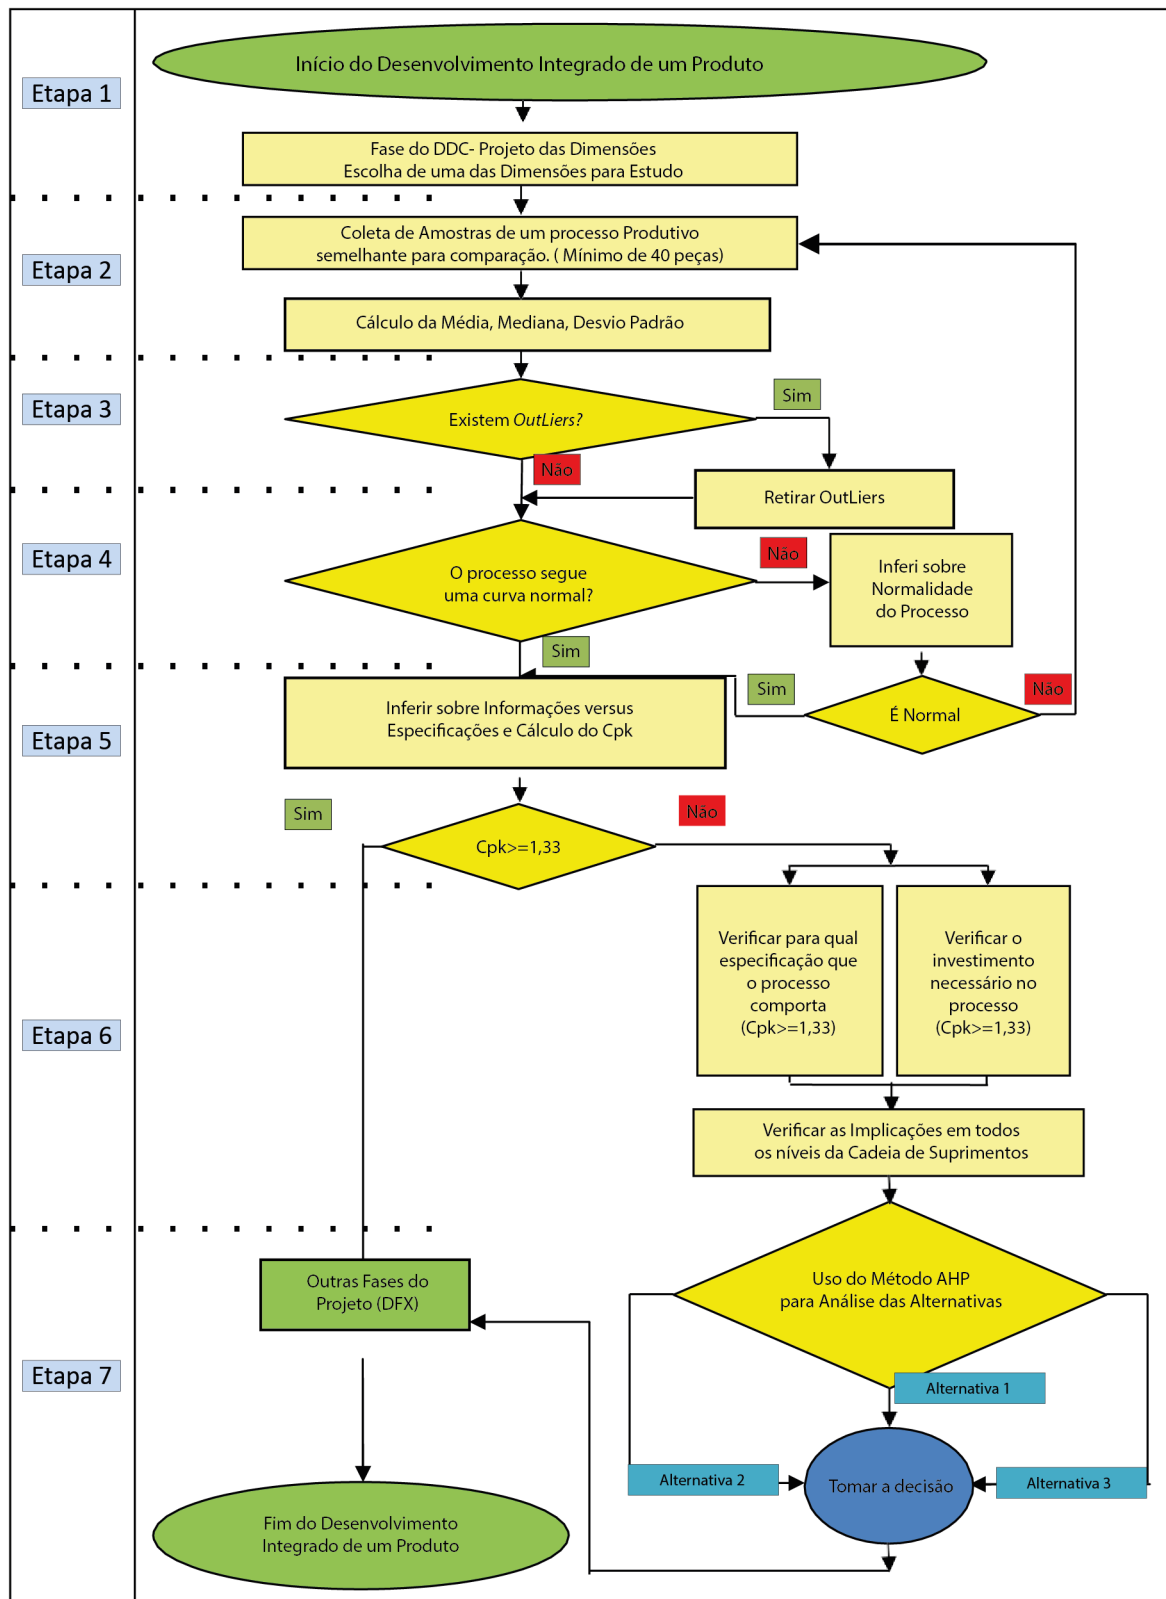 Etapa 1
Início do Desenvolvimento Integrado de um Produto
Fase do DDC- Projeto das Dimensões
Escolha de uma das Dimensões para Estudo
Etapa 2
Coleta de Amostras de um processo Produtivo
semelhante para comparação. ( Mínimo de 40 peças)
Cálculo da Média, Mediana, Desvio Padrão
Etapa 3
Existem OutLiers?
Sim
Não
Retirar OutLiers
Etapa 4
O processo segue
uma curva normal?
Não
Inferi sobre
Normalidade
do Processo
Sim
É Normal
Sim
Não
Etapa 5
Inferir sobre Informações versus
Especificações e Cálculo do Cpk
Cpk>=1,33
Sim
Não
Etapa 6
Verificar para qual
especificação que
o processo
comporta
(Cpk>=1,33)
Verificar o
investimento
necessário no
processo
(Cpk>=1,33)
Verificar as Implicações em todos
os níveis da Cadeia de Suprimentos
Etapa 7
Uso do Método AHP
para Análise das Alternativas
Alternativa 1
Alternativa 2
Alternativa 3
Tomar a decisão
Outras Fases do
Projeto (DFX)
Fim do Desenvolvimento
Integrado de um Produto